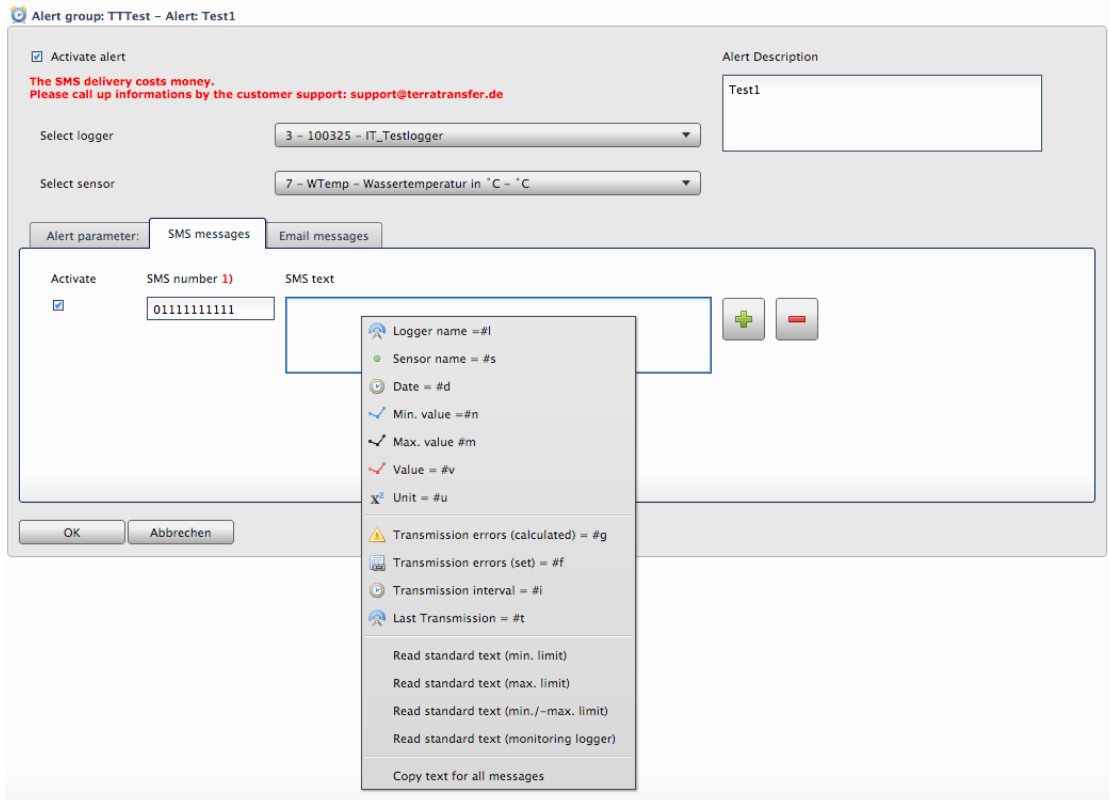 Alert group: TTTest – Alert: Test1
Activate alert
Alert Description
The SMS delivery costs money.
Please call up informations by the customer support: support@terratransfer.de
Test1
Select logger
3 – 100325 – IT_Testlogger
Select sensor
7 – WTemp – Wassertemperatur in °C – °C
Alert parameter:
SMS messages
Email messages
Activate
SMS number 1)
SMS text
01111111111
Logger name =#l
Sensor name = #s
Date = #d
Min. value =#n
Max. value #m
Value = #v
x² Unit = #u
OK
Abbrechen
Transmission errors (calculated) = #g
Transmission errors (set) = #f
Transmission interval = #i
Last Transmission = #t
Read standard text (min. limit)
Read standard text (max. limit)
Read standard text (min./-max. limit)
Read standard text (monitoring logger)
Copy text for all messages